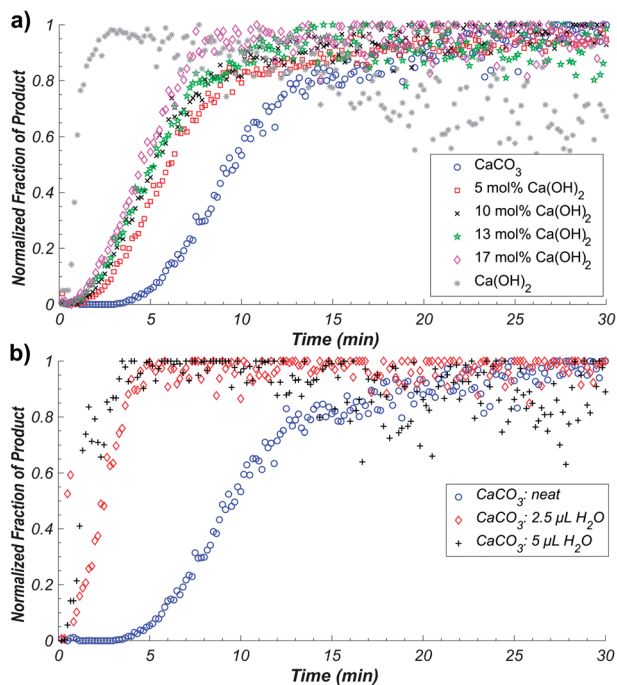 a)
1
0.8
0.6
0.4
0.2
0
Normalized Fraction of Product
CaCO3
5 mol% Ca(OH)2
10 mol% Ca(OH)2
13 mol% Ca(OH)2
17 mol% Ca(OH)2
Ca(OH)2
0 5 10 15 20 25 30
Time (min)
b)
1
0.8
0.6
0.4
0.2
0
Normalized Fraction of Product
CaCO3: neat
CaCO3: 2.5 µL H2O
CaCO3: 5 µL H2O
0 5 10 15 20 25 30
Time (min)